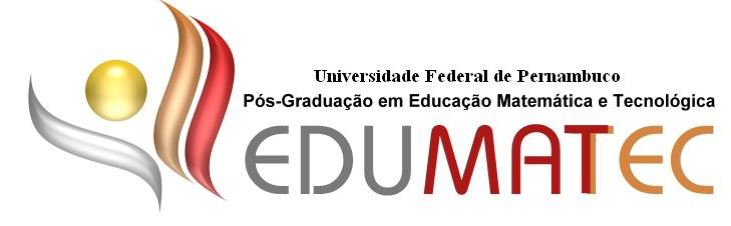 Universidade Federal de Pernambuco
Pós-Graduação em Educação Matemática e Tecnológica
EDUMATEC